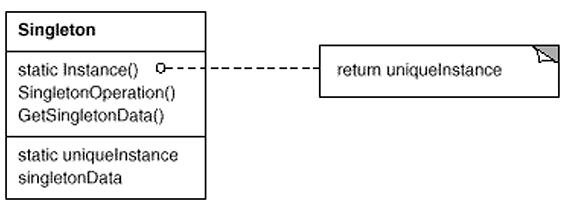 Singleton
static Instance()
return uniqueInstance
SingletonOperation()
GetSingletonData()
static uniqueInstance
singletonData